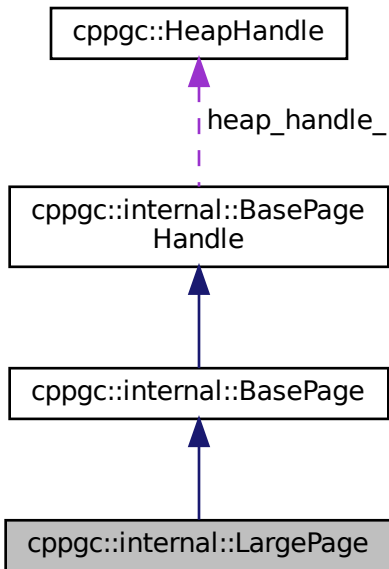 cppgc::HeapHandle
heap_handle_
cppgc::internal::BasePage
Handle
cppgc::internal::BasePage
cppgc::internal::LargePage